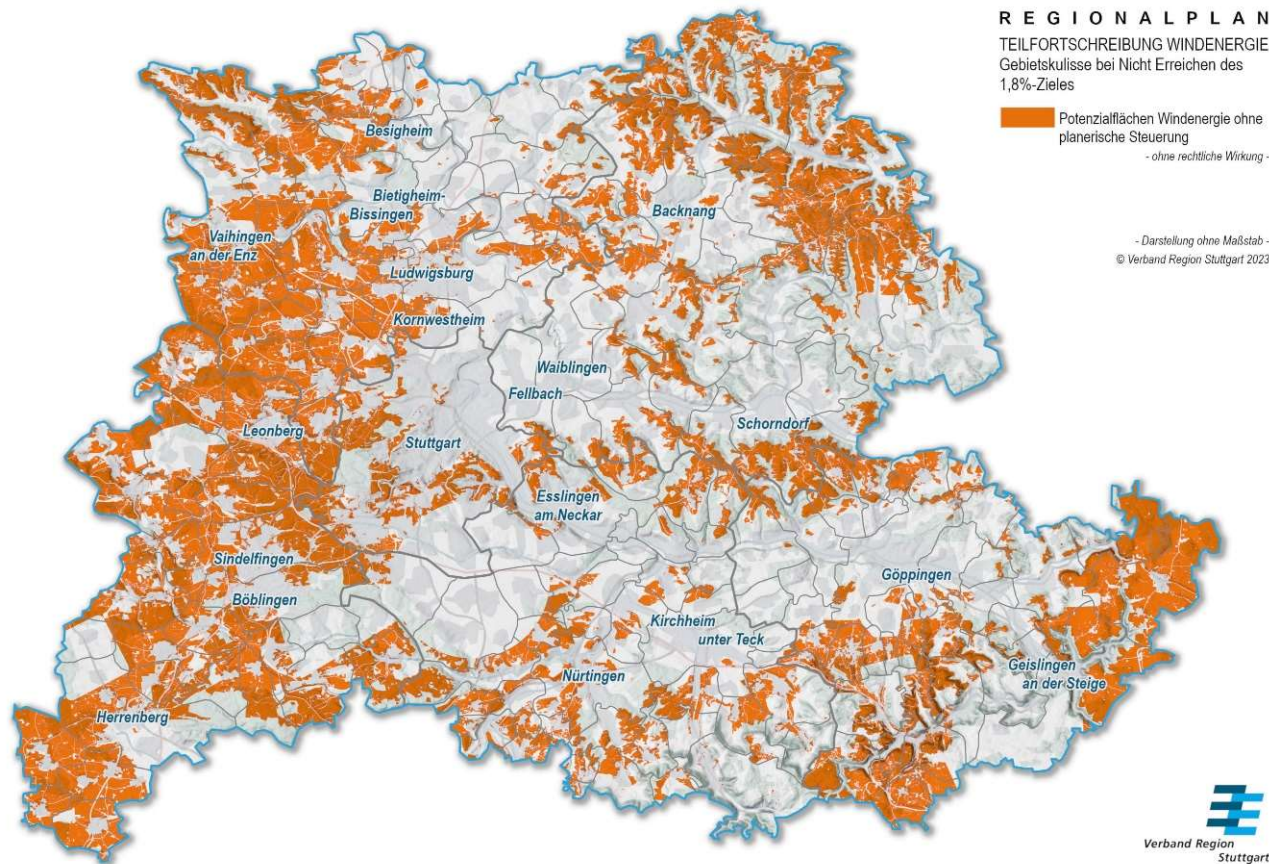 REGIONALPLAN
TEILFORTSCHREIBUNG WINDENERGIE
Gebietskulisse bei Nicht Erreichen des
1,8%-Zieles
Potenzialflächen Windenergie ohne
planerische Steuerung
- ohne rechtliche Wirkung -
- Darstellung ohne Maßstab -
© Verband Region Stuttgart 2023
Besigheim
Bietigheim-
Bissingen
Backnang
Vaihingen
an der Enz
Ludwigsburg
Kornwestheim
Waiblingen
Fellbach
Schorndorf
Leonberg
Stuttgart
Esslingen
am Neckar
Sindelfingen
Göppingen
Böblingen
Kirchheim
unter Teck
Geislingen
an der Steige
Nürtingen
Herrenberg
Verband Region
Stuttgart